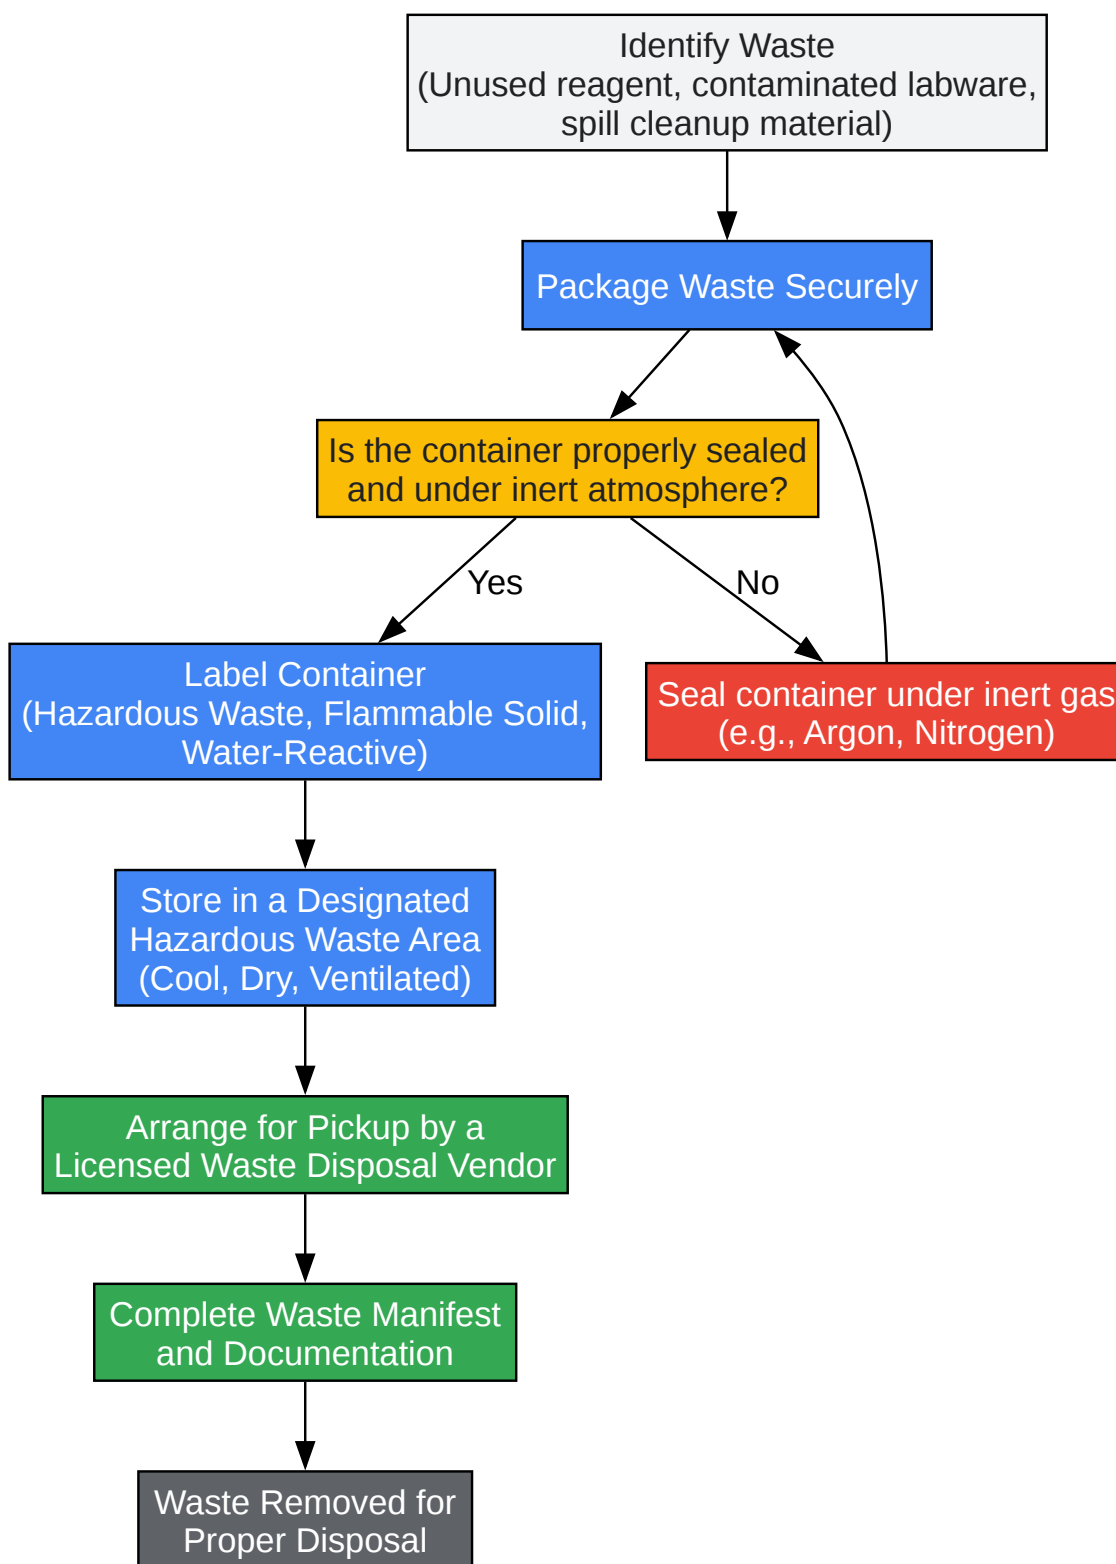 Identify Waste
(Unused reagent, contaminated labware,
spill cleanup material)
Package Waste Securely
Is the container properly sealed
and under inert atmosphere?
Yes
No
Label Container
(Hazardous Waste, Flammable Solid,
Water-Reactive)
Seal container under inert gas
(e.g., Argon, Nitrogen)
Store in a Designated
Hazardous Waste Area
(Cool, Dry, Ventilated)
Arrange for Pickup by a
Licensed Waste Disposal Vendor
Complete Waste Manifest
and Documentation
Waste Removed for
Proper Disposal